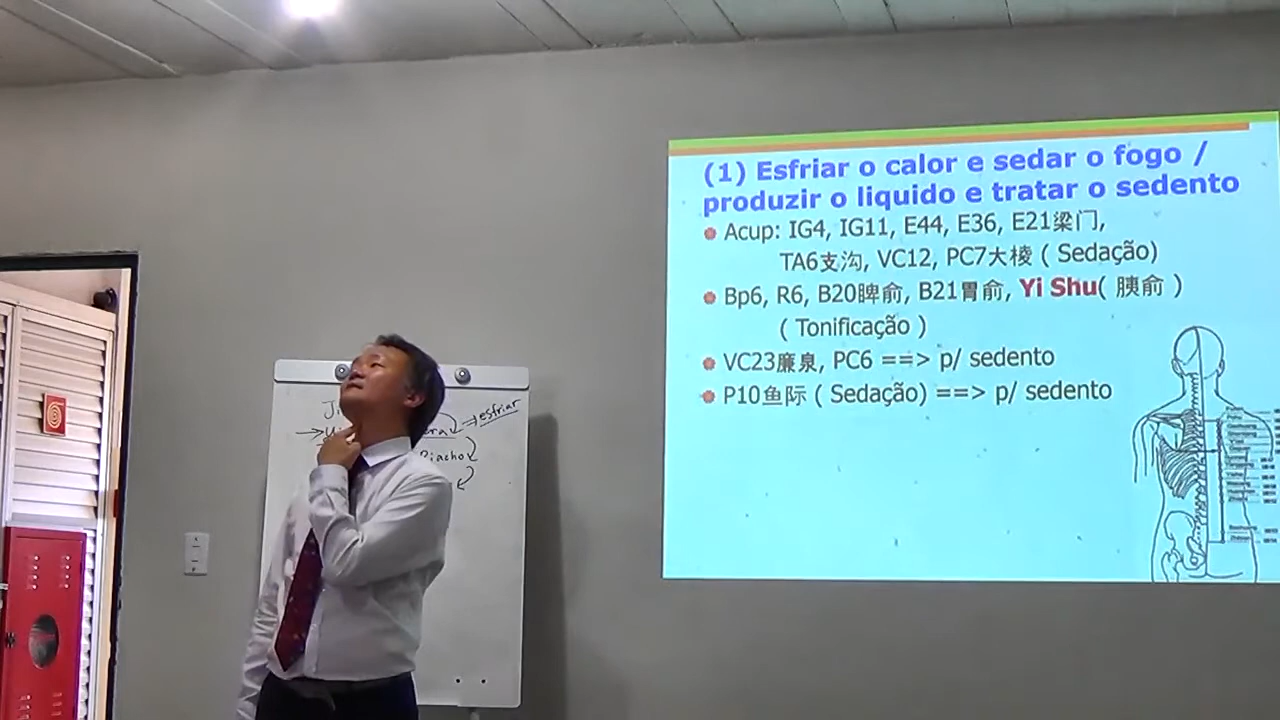 (1) Esfriar o calor e sedar o fogo /
produzir o liquido e tratar o sedento
Acup: IG4, IG11, E44, E36, E21梁门,
TA6支沟, VC12, PC7大棱 ( Sedação)
Bp6, R6, B20睥俞, B21胃俞, Yi Shu( 胰俞 )
( Tonificação )
VC23廉泉, PC6 ==> p/ sedento
P10鱼际 ( Sedação) ==> p/ sedento
esfriar